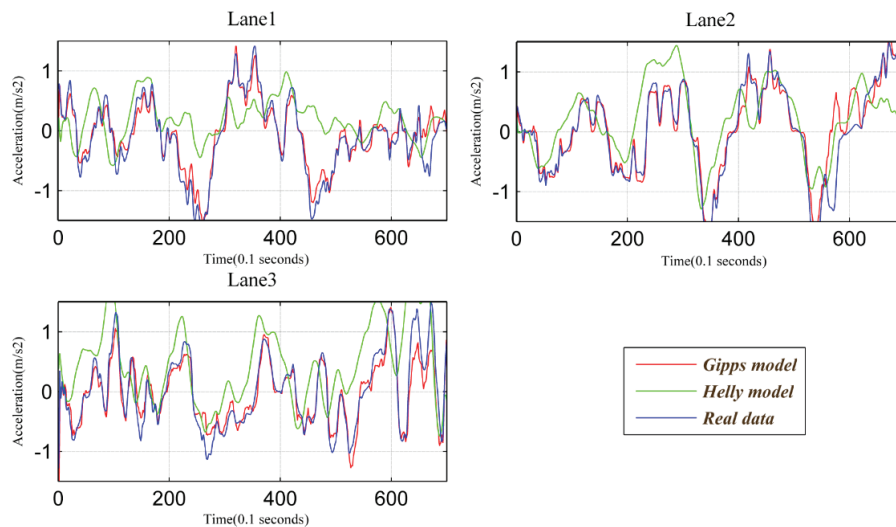 Lane1
Acceleration(m/s2)
1
0
-1
0
200
400
600
Time(0.1 seconds)
Lane2
Acceleration(m/s2)
1
0
-1
0
200
400
600
Time(0.1 seconds)
Lane3
Acceleration(m/s2)
1
0
-1
0
200
400
600
Time(0.1 seconds)
Gipps model
Helly model
Real data